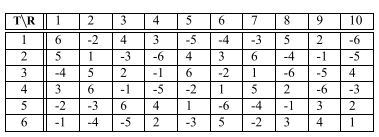 T\R 1 2 3 4 5 6 7 8 9 10
1 6 -2 4 3 -5 -4 -3 5 2 -6
2 5 1 -3 -6 4 3 6 -4 -1 -5
3 -4 5 2 -1 6 -2 1 -6 -5 4
4 3 6 -1 -5 -2 1 5 2 -6 -3
5 -2 -3 6 4 1 -6 -4 -1 3 2
6 -1 -4 -5 2 -3 5 -2 3 4 1